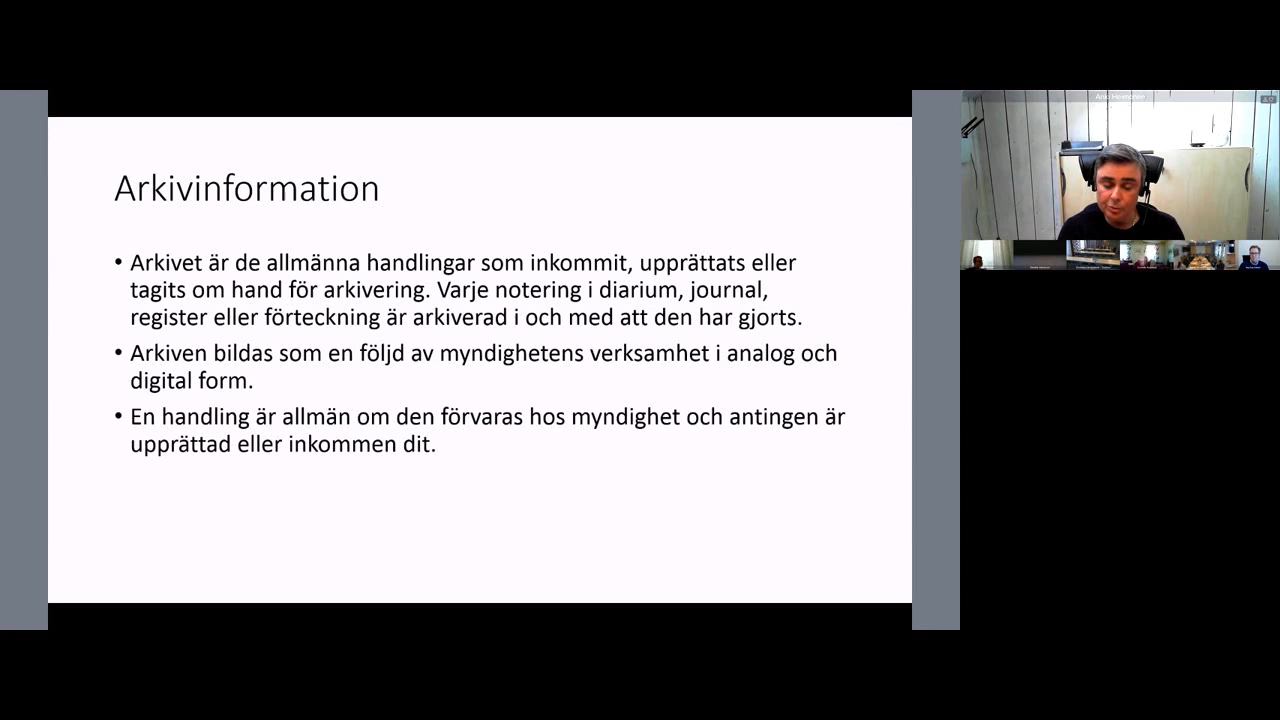 Arkivinformation
• Arkivet är de allmänna handlingar som inkommit, upprättats eller
tagits om hand för arkivering. Varje notering i diarium, journal,
register eller förteckning är arkiverad i och med att den har gjorts.
• Arkiven bildas som en följd av myndighetens verksamhet i analog och
digital form.
• En handling är allmän om den förvaras hos myndighet och antingen är
upprättad eller inkommen dit.